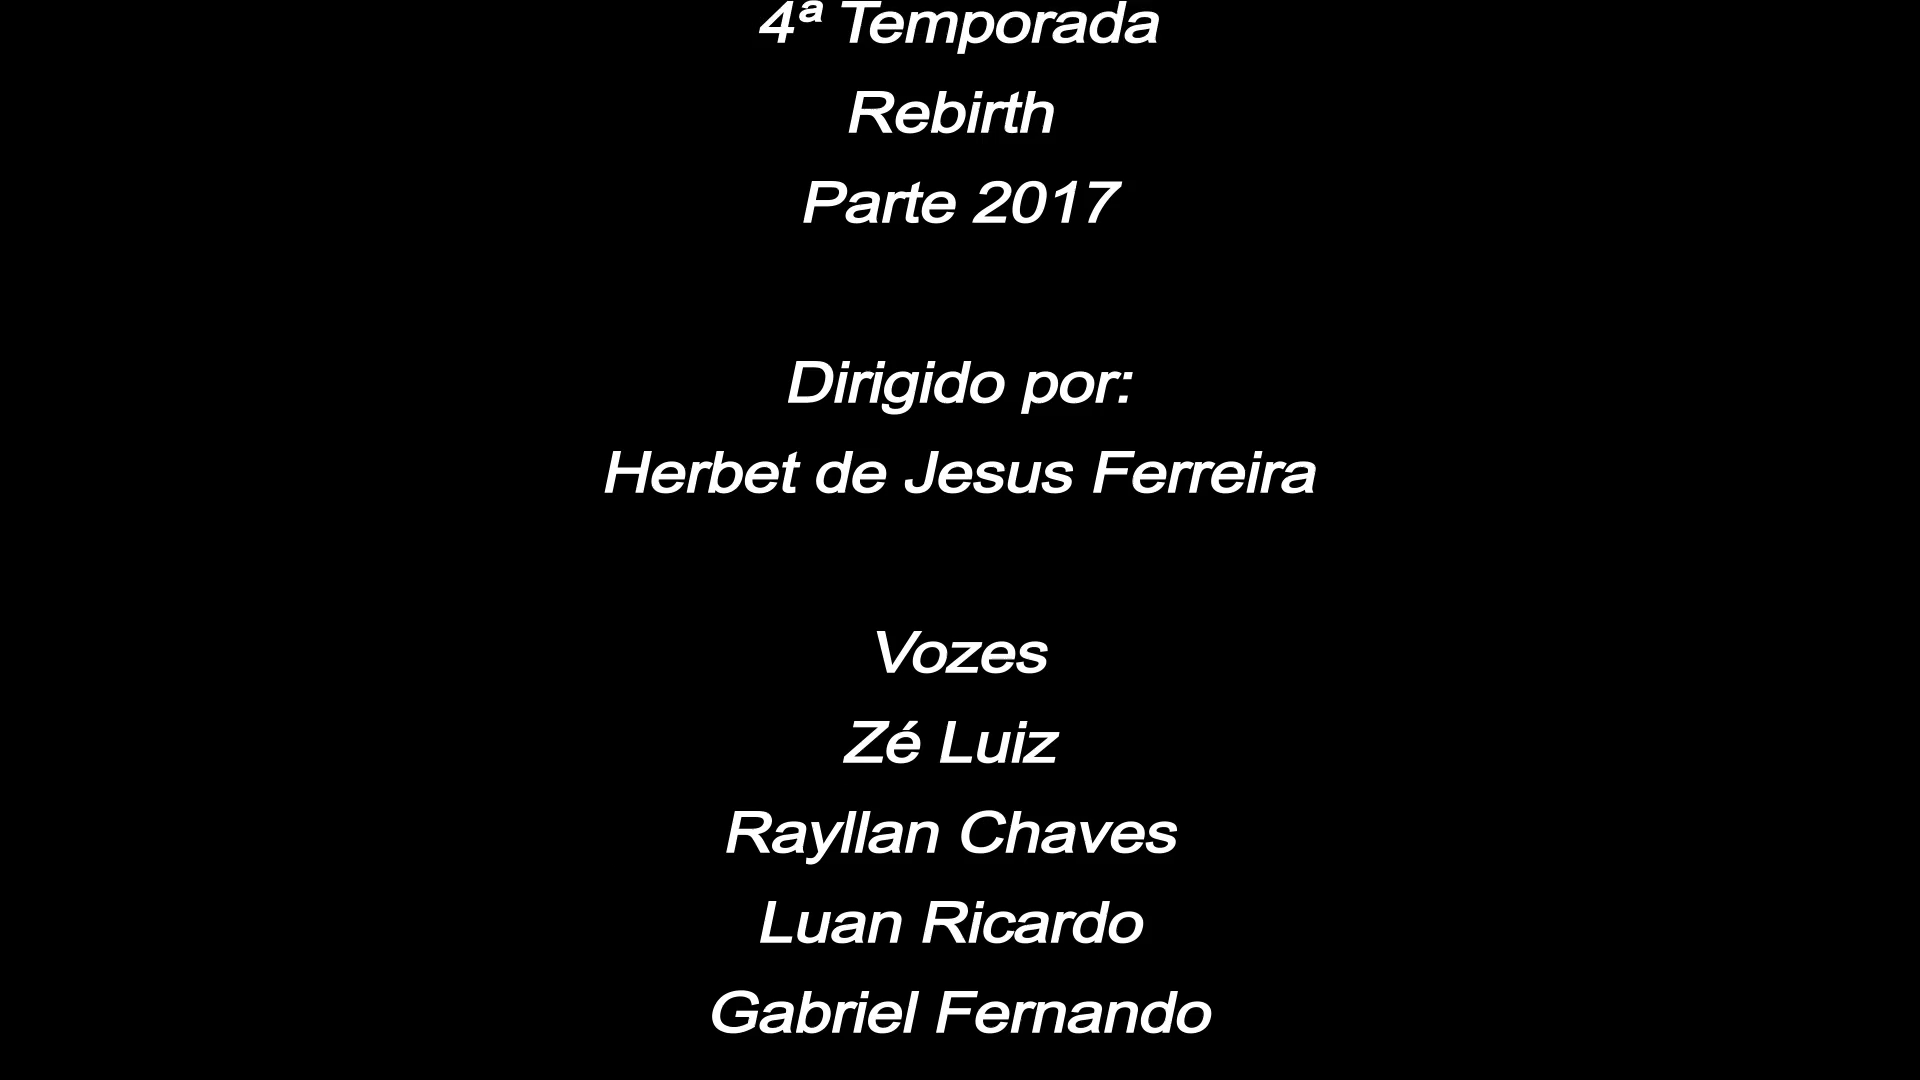 4ª Temporada
Rebirth
Parte 2017
Dirigido por:
Herbet de Jesus Ferreira
Vozes
Zé Luiz
Rayllan Chaves
Luan Ricardo
Gabriel Fernando